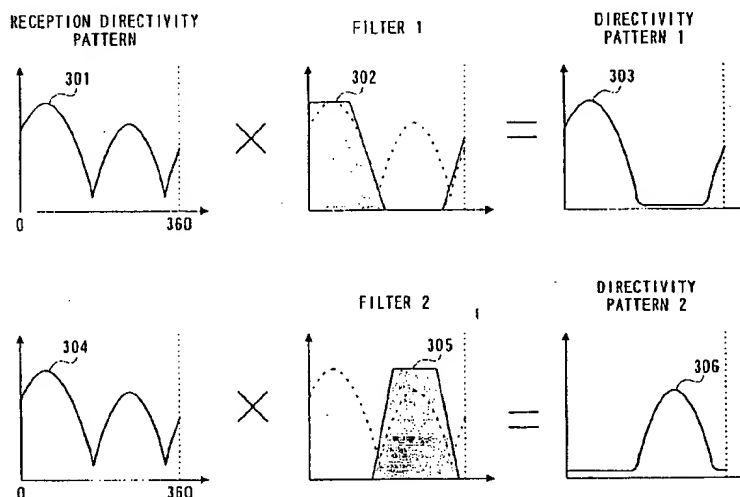 RECEPTION DIRECTIVITY
PATTERN
FILTER 1
DIRECTIVITY
PATTERN 1
301
302
303
×
=
0
360
FILTER 2
DIRECTIVITY
PATTERN 2
304
305
306
×
=
0
360